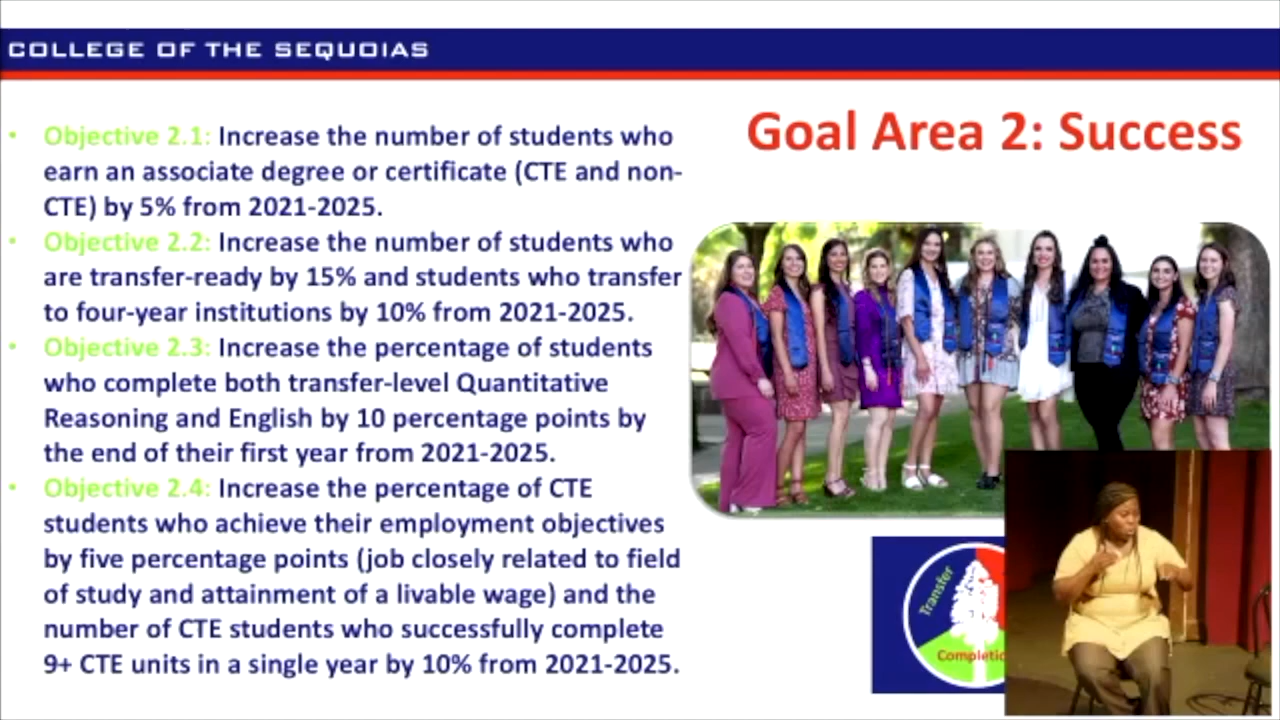 COLLEGE OF THE SEQUOIAS
Goal Area 2: Success
• Objective 2.1: Increase the number of students who
earn an associate degree or certificate (CTE and non-
CTE) by 5% from 2021-2025.
• Objective 2.2: Increase the number of students who
are transfer-ready by 15% and students who transfer
to four-year institutions by 10% from 2021-2025.
• Objective 2.3: Increase the percentage of students
who complete both transfer-level Quantitative
Reasoning and English by 10 percentage points by
the end of their first year from 2021-2025.
• Objective 2.4: Increase the percentage of CTE
students who achieve their employment objectives
by five percentage points (job closely related to field
of study and attainment of a livable wage) and the
number of CTE students who successfully complete
9+ CTE units in a single year by 10% from 2021-2025.
Transfer